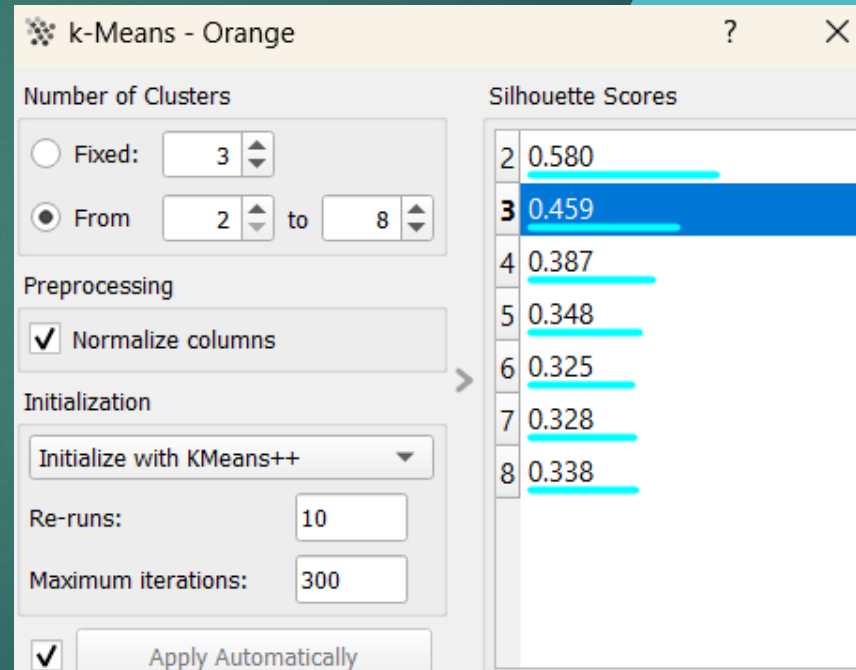 k-Means - Orange ?
Number of Clusters
Fixed: 3
From 2 to 8
Preprocessing
Normalize columns
Initialization
Initialize with KMeans++
Re-runs: 10
Maximum iterations: 300
Apply Automatically
Silhouette Scores
2 0.580
3 0.459
4 0.387
5 0.348
6 0.325
7 0.328
8 0.338